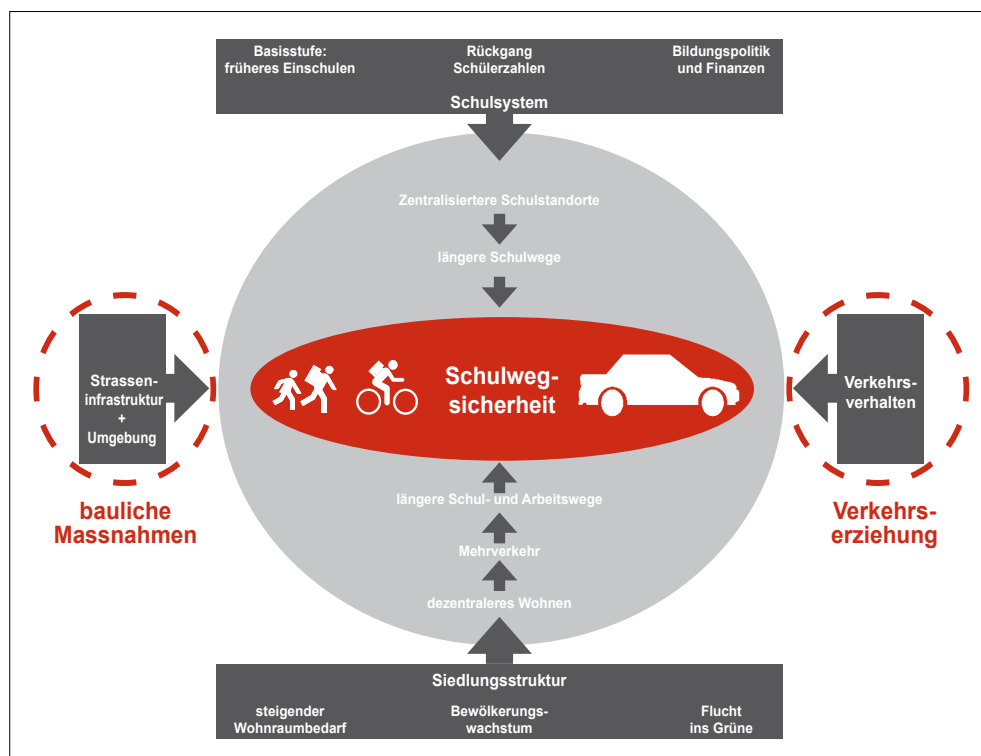 Basisstufe:
früheres Einschulen
Rückgang
Schülerzahlen
Bildungspolitik
und Finanzen
Schulsystem
Zentralisiertere Schulstandorte
längere Schulwege
Strassen-
infrastruktur
+
Umgebung
bauliche
Massnahmen
Schulweg-
sicherheit
Verkehrs-
verhalten
Verkehrs-
erziehung
längere Schul- und Arbeitswege
Mehrverkehr
dezentraleres Wohnen
Siedlungsstruktur
steigender
Wohnraumbedarf
Bewölkerungs-
wachstum
Flucht
ins Grüne